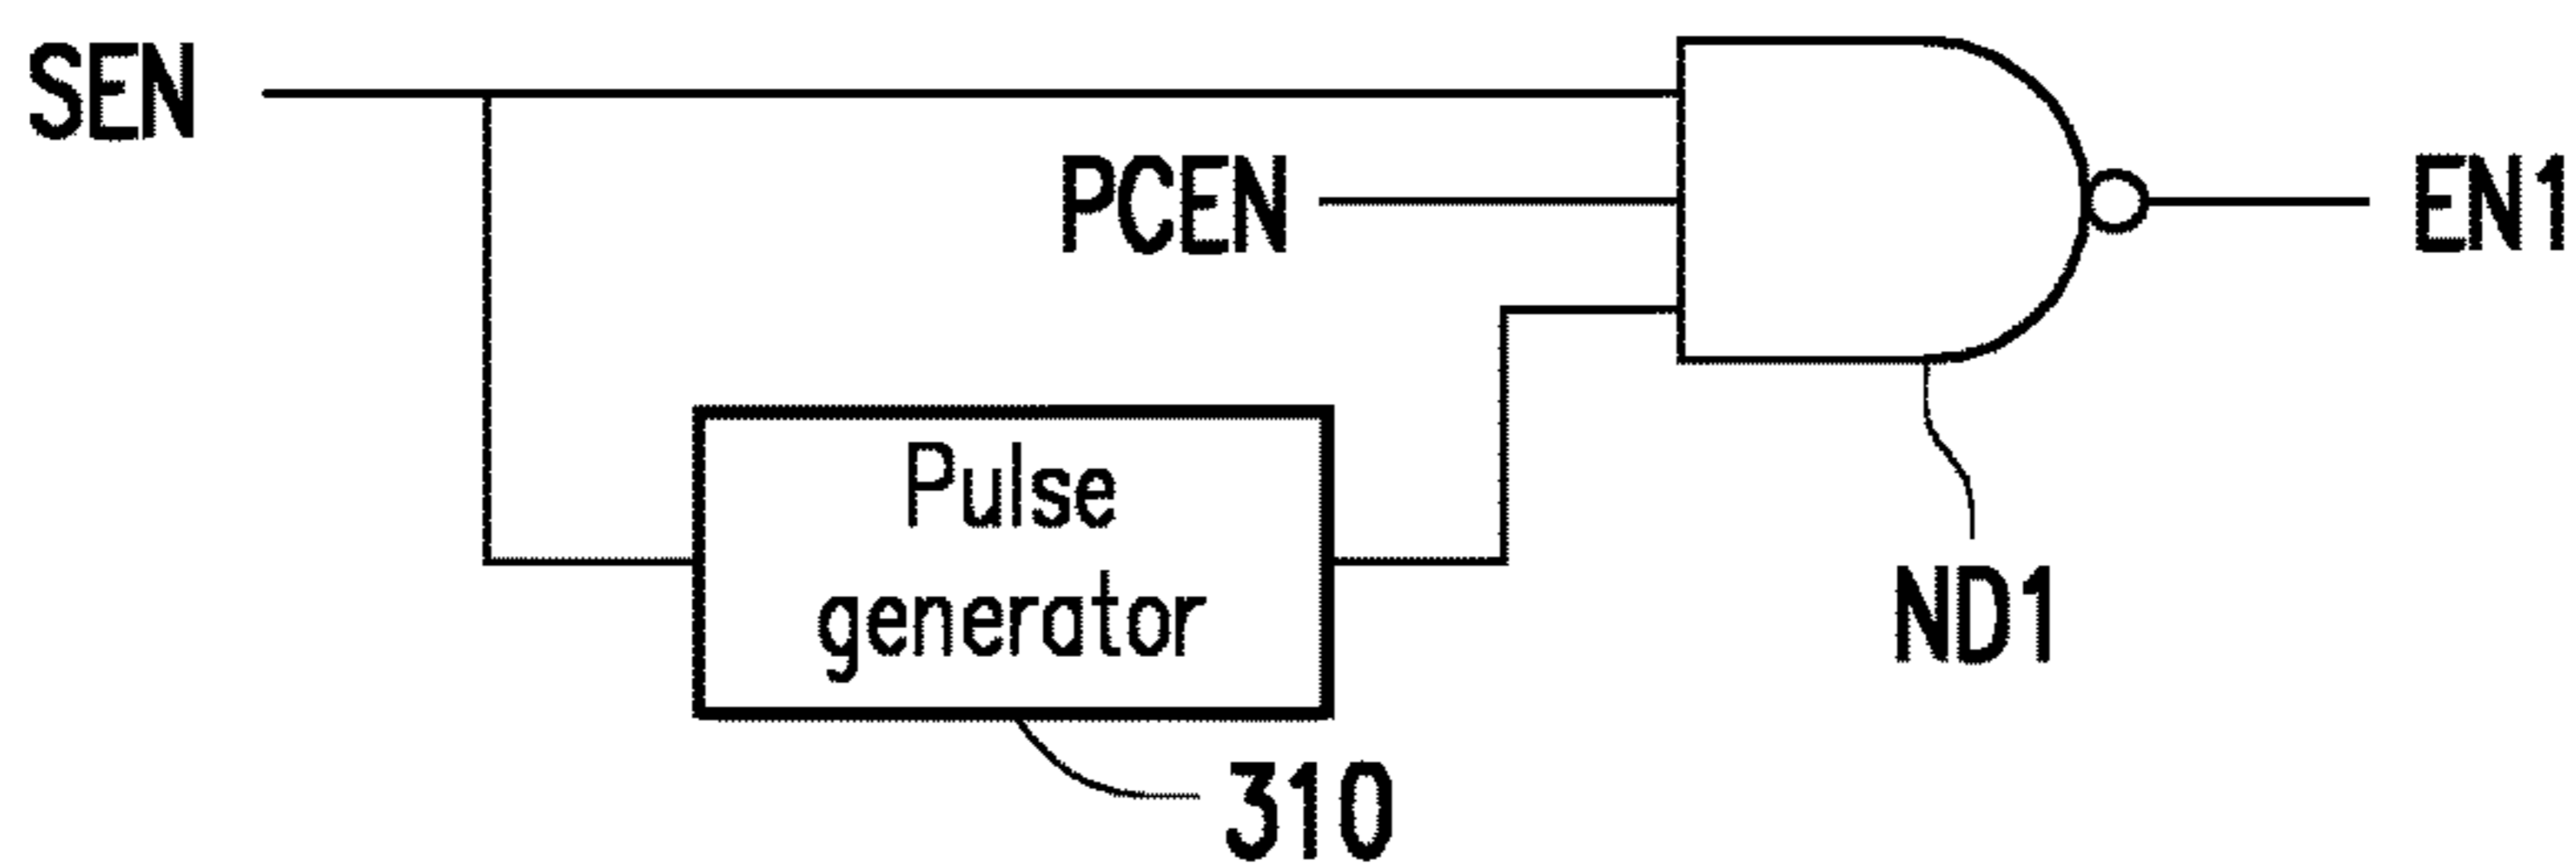 SEN
PCEN
EN1
Pulse
generator
ND1
310